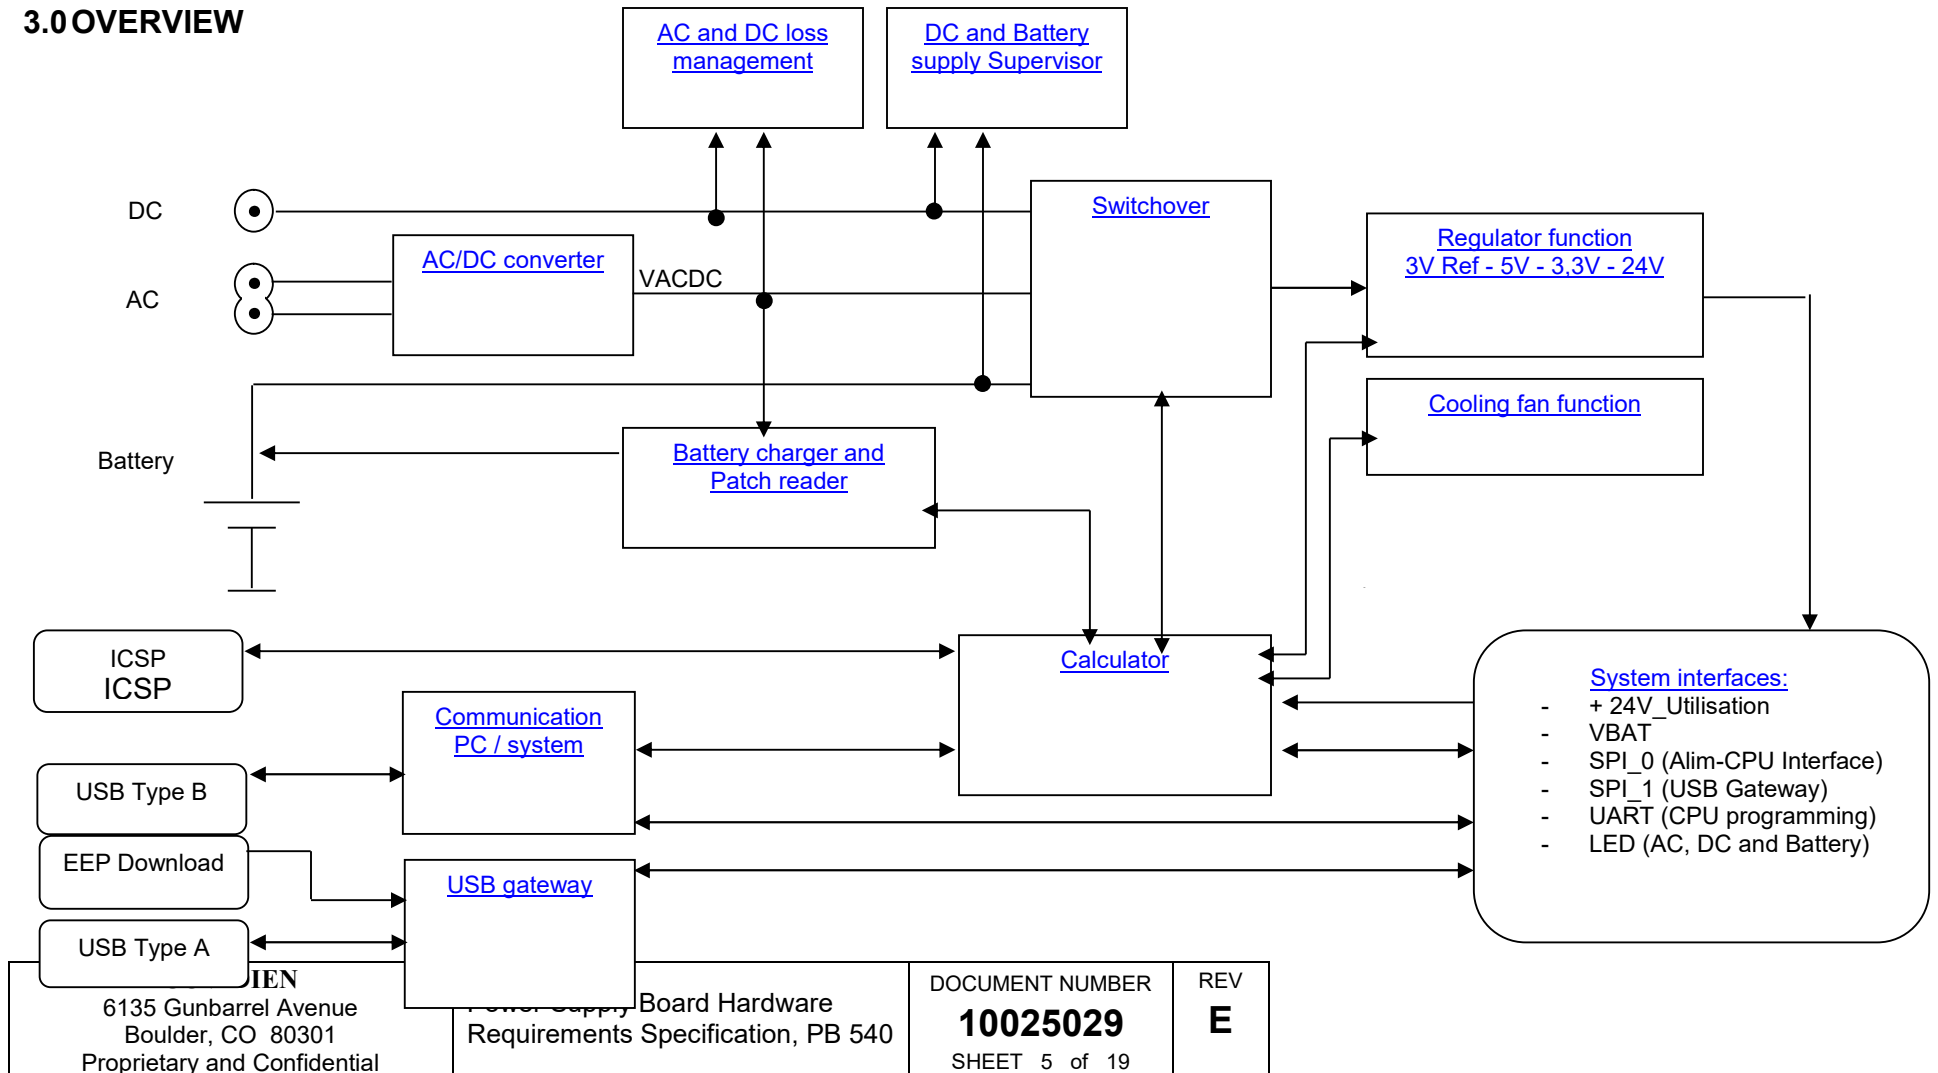 3.0 OVERVIEW
AC and DC loss
management
DC and Battery
supply Supervisor
DC
Switchover
Regulator function
3V Ref - 5V - 3,3V - 24V
AC/DC converter
VACDC
AC
Cooling fan function
Battery
Battery charger and
Patch reader
ICSP
ICSP
Calculator
Communication
PC / system
System interfaces:
- + 24V_Utilisation
- VBAT
- SPI_0 (Alim-CPU Interface)
- SPI_1 (USB Gateway)
- UART (CPU programming)
- LED (AC, DC and Battery)
USB Type B
EEP Download
USB gateway
USB Type A
6135 Gunbarrel Avenue
Boulder, CO 80301
Proprietary and Confidential
Board Hardware
Requirements Specification, PB 540
DOCUMENT NUMBER
10025029
SHEET 5 of 19
REV
E